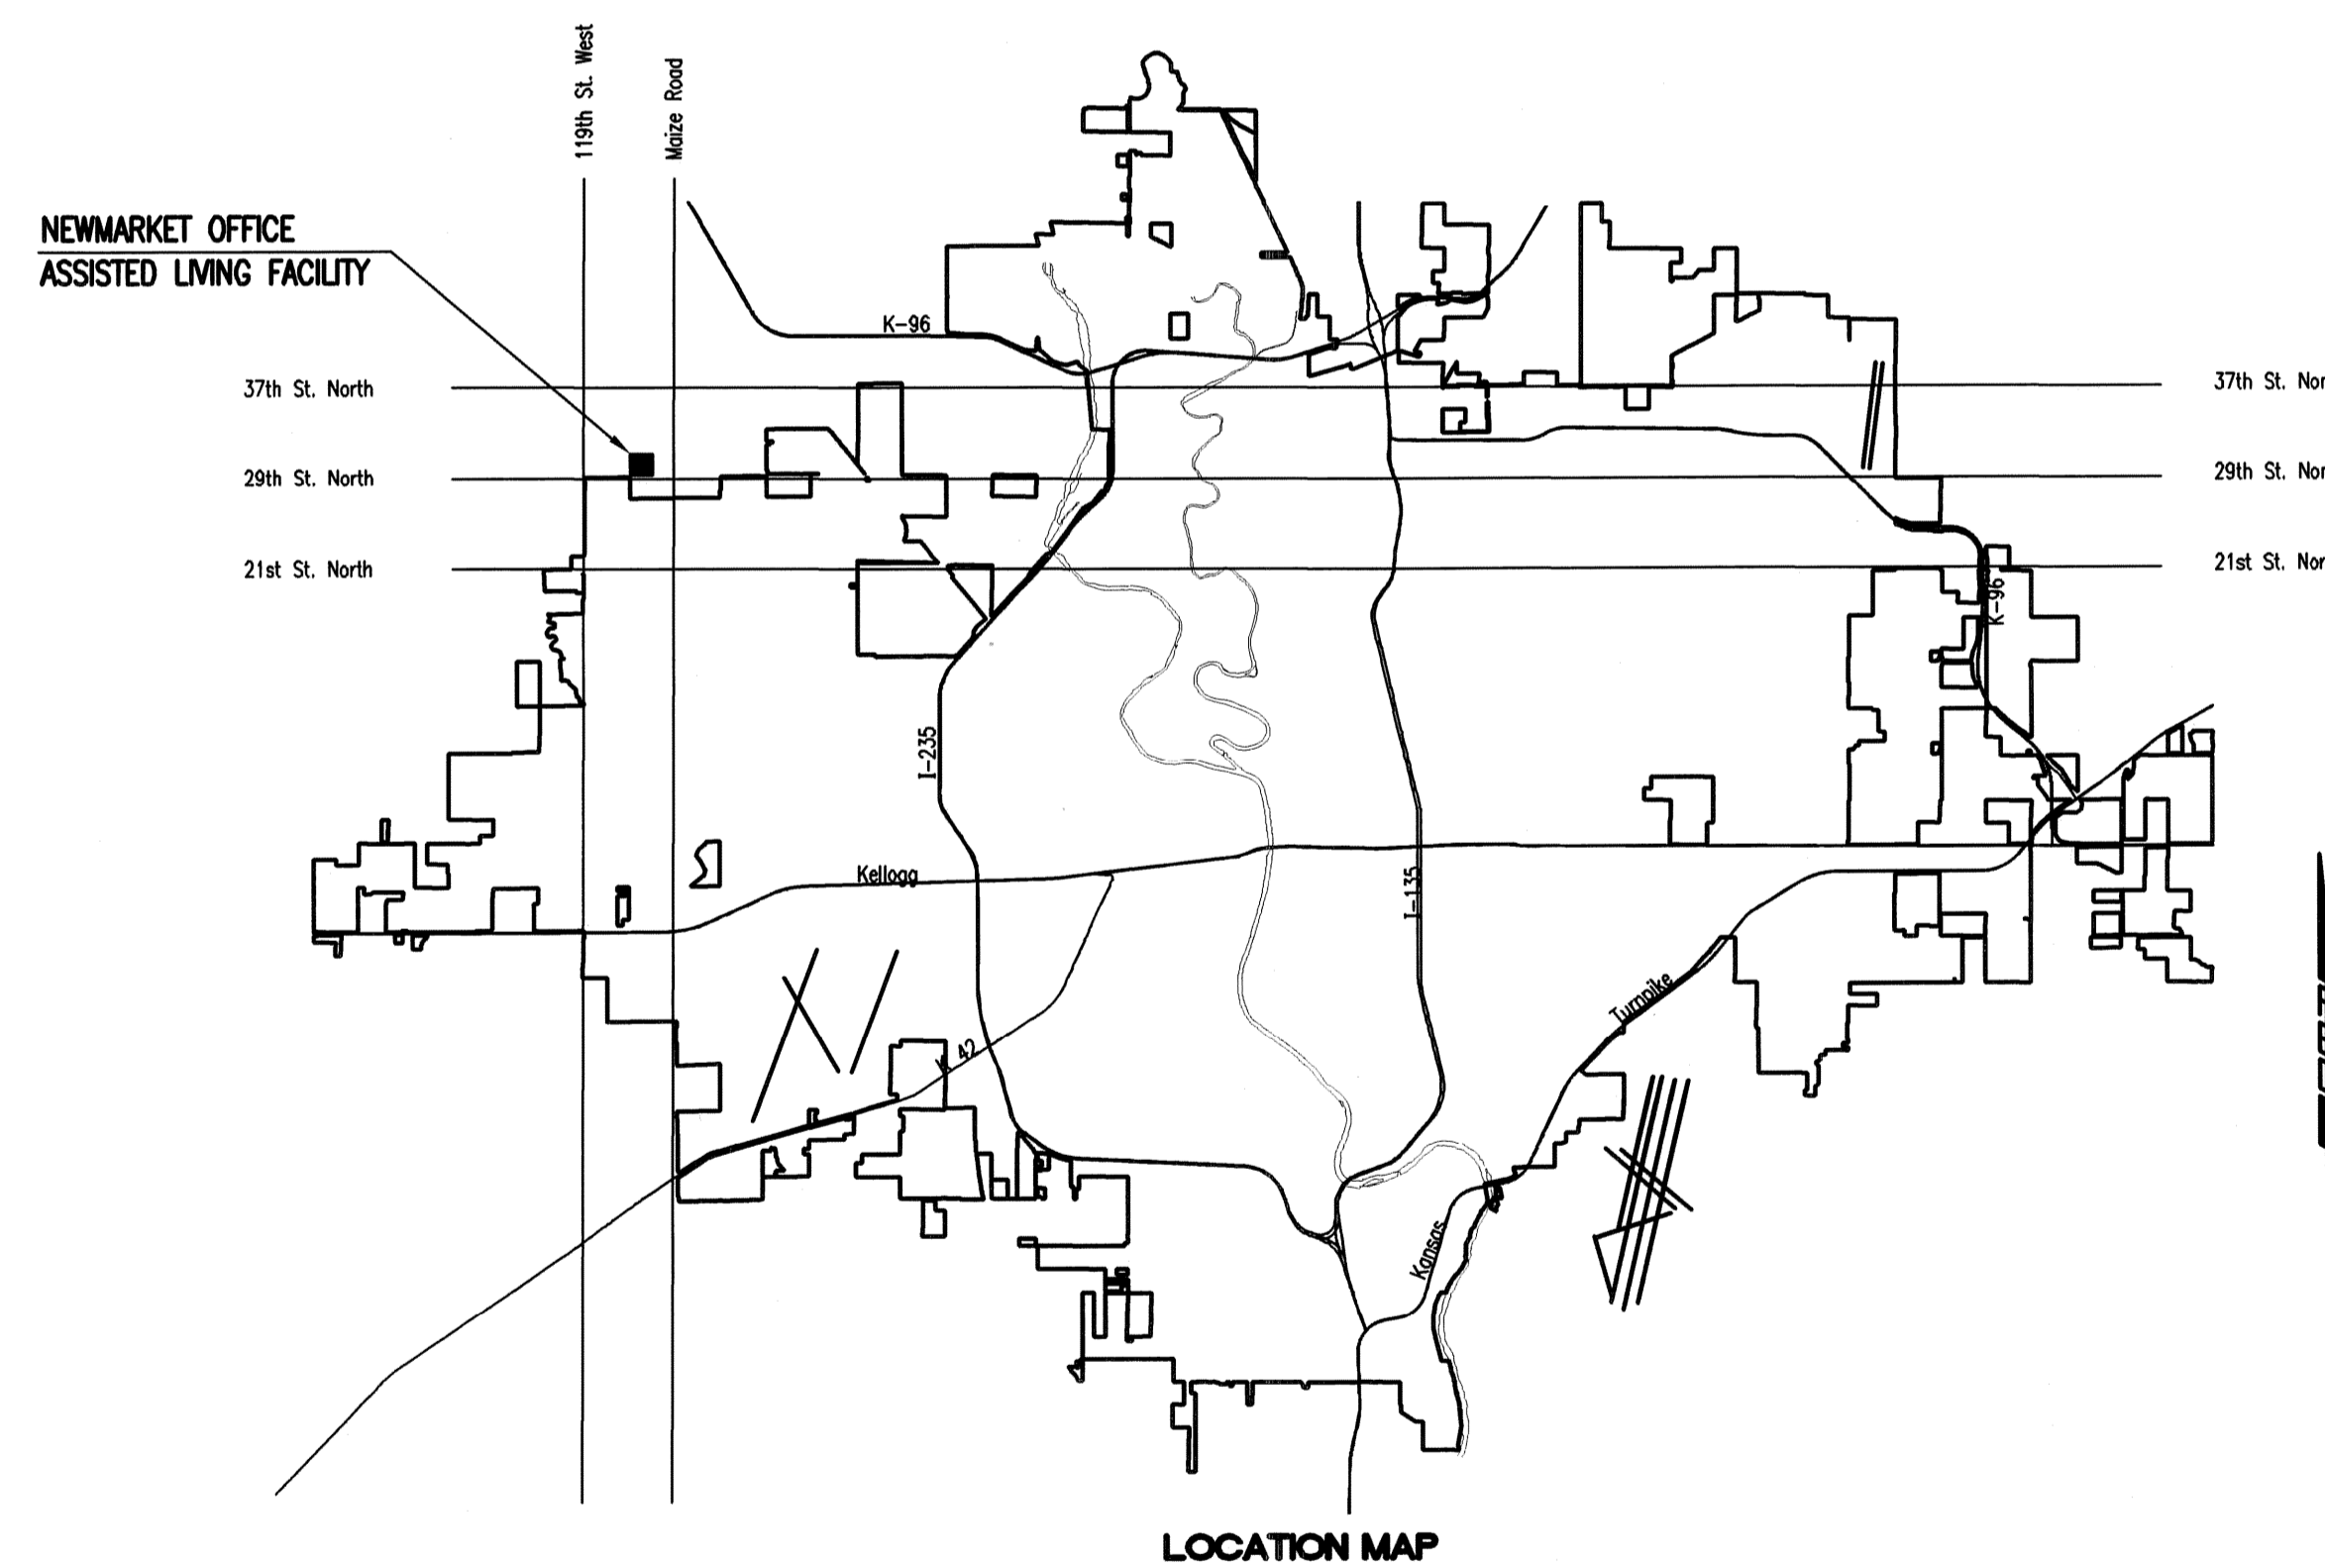 119th St. West
Maize Road
NEWMARKET OFFICE
ASSISTED LIVING FACILITY
K-96
37th St. North
37th St. Nor
29th St. North
29th St. Nor
21st St. North
21st St. Nor
K-96
I-235
Kellogg
I-135
Turnpike
K 42
Kansas
LOCATION MAP